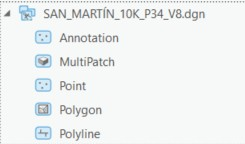 SAN_MARTÍN_10K_P34_V8.dgn
Annotation
MultiPatch
Point
Polygon
Polyline